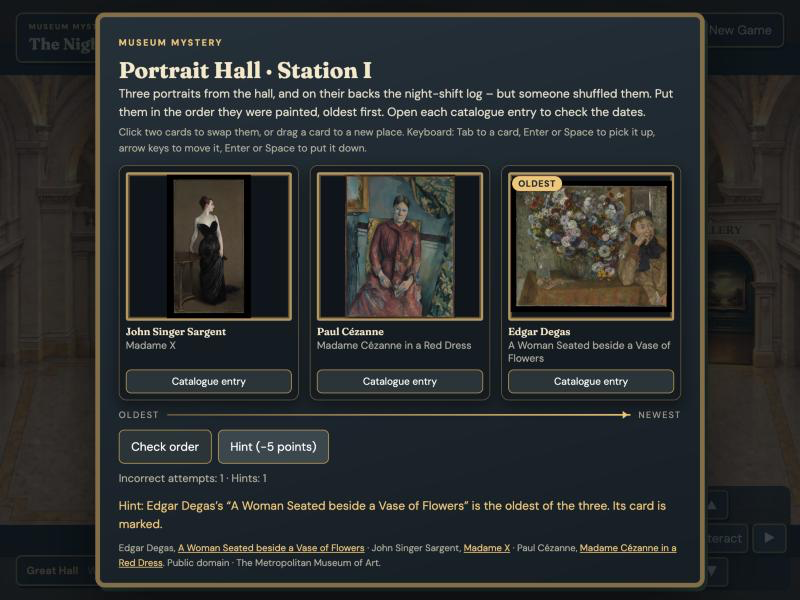 MUSEUM MYST
The Nig
New Game
MUSEUM MYSTERY
Portrait Hall · Station I
Three portraits from the hall, and on their backs the night-shift log – but someone shuffled them. Put
them in the order they were painted, oldest first. Open each catalogue entry to check the dates.
Click two cards to swap them, or drag a card to a new place. Keyboard: Tab to a card, Enter or Space to pick it up,
arrow keys to move it, Enter or Space to put it down.
OLDEST
John Singer Sargent
Madame X
Catalogue entry
Paul Cézanne
Madame Cézanne in a Red Dress
Catalogue entry
Edgar Degas
A Woman Seated beside a Vase of
Flowers
Catalogue entry
LLERY
OLDEST
NEWEST
Check order
Hint (−5 points)
Incorrect attempts: 1 · Hints: 1
Hint: Edgar Degas’s “A Woman Seated beside a Vase of Flowers” is the oldest of the three. Its card is
marked.
Edgar Degas, A Woman Seated beside a Vase of Flowers · John Singer Sargent, Madame X · Paul Cézanne, Madame Cézanne in a
Red Dress. Public domain · The Metropolitan Museum of Art.
teract
Great Hall